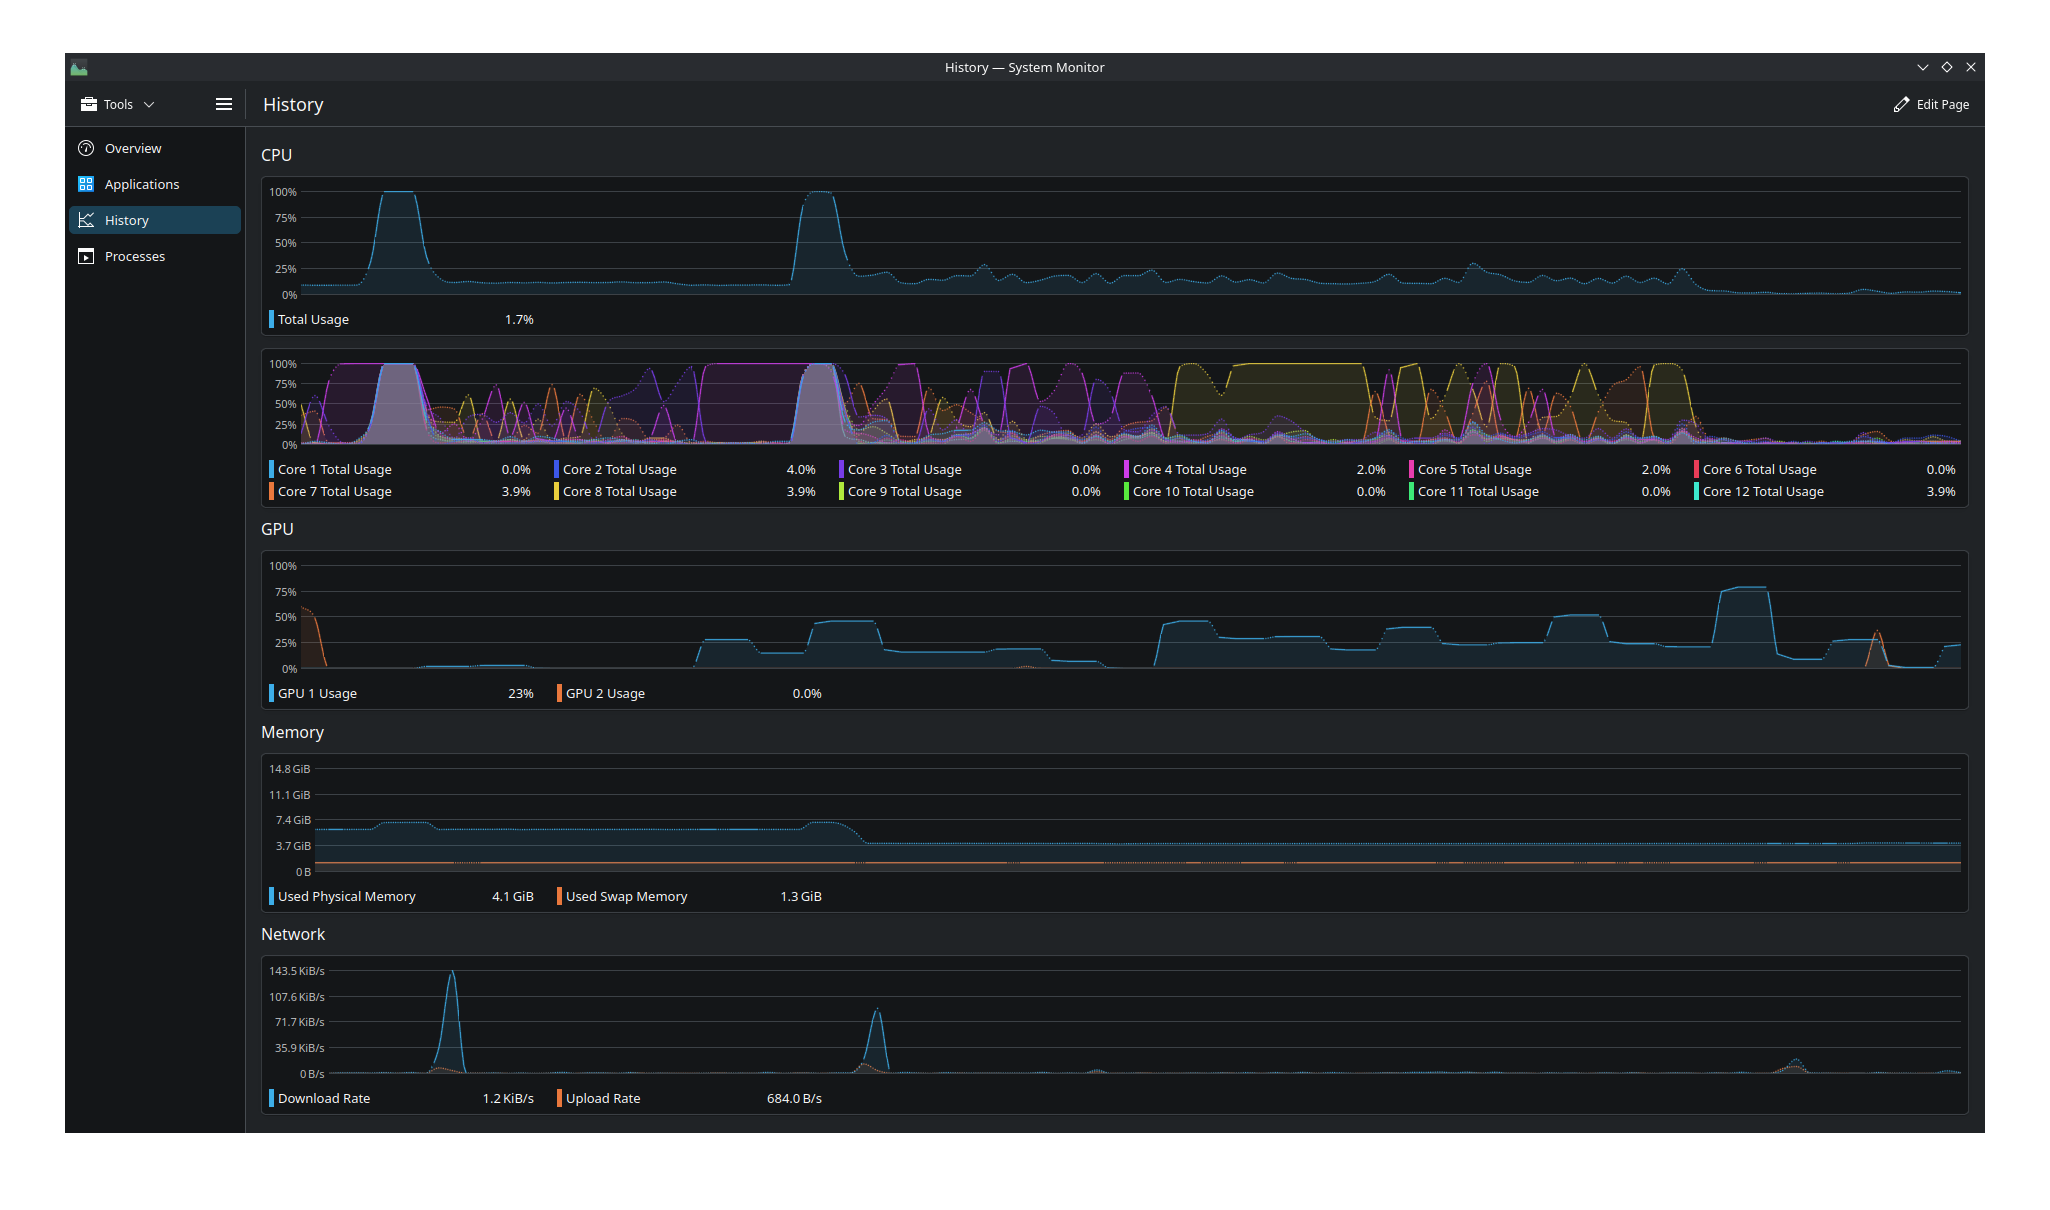 History — System Monitor
Tools
History
Edit Page
Overview
Applications
History
Processes
CPU
100%
75%
50%
25%
0%
Total Usage 1.7%
100%
75%
50%
25%
0%
Core 1 Total Usage 0.0% Core 2 Total Usage 4.0% Core 3 Total Usage 0.0% Core 4 Total Usage 2.0% Core 5 Total Usage 2.0% Core 6 Total Usage 0.0%
Core 7 Total Usage 3.9% Core 8 Total Usage 3.9% Core 9 Total Usage 0.0% Core 10 Total Usage 0.0% Core 11 Total Usage 0.0% Core 12 Total Usage 3.9%
GPU
100%
75%
50%
25%
0%
GPU 1 Usage 23% GPU 2 Usage 0.0%
Memory
14.8 GiB
11.1 GiB
7.4 GiB
3.7 GiB
0 B
Used Physical Memory 4.1 GiB Used Swap Memory 1.3 GiB
Network
143.5 KiB/s
107.6 KiB/s
71.7 KiB/s
35.9 KiB/s
0 B/s
Download Rate 1.2 KiB/s Upload Rate 684.0 B/s